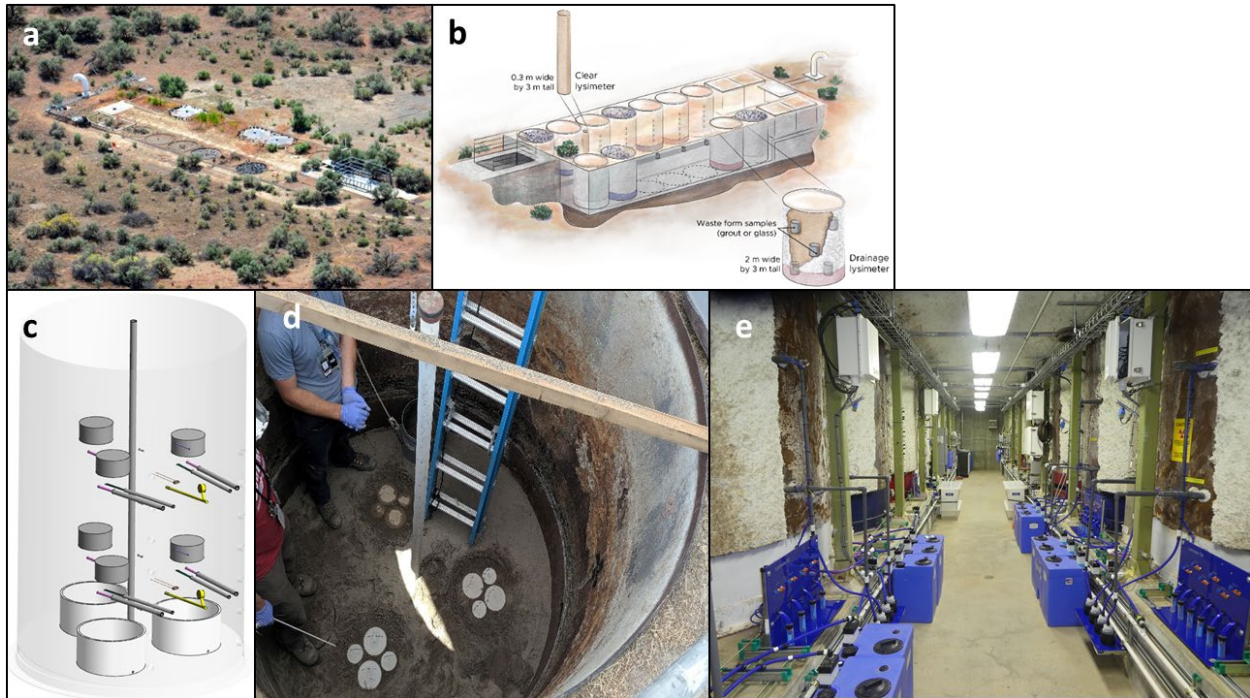 a
b
0.3 m wide
by 3 m tall
Clear
lysimeter
Waste form samples
(grout or glass)
2 m wide
by 3 m tall
Drainage
lysimeter
c
d
e